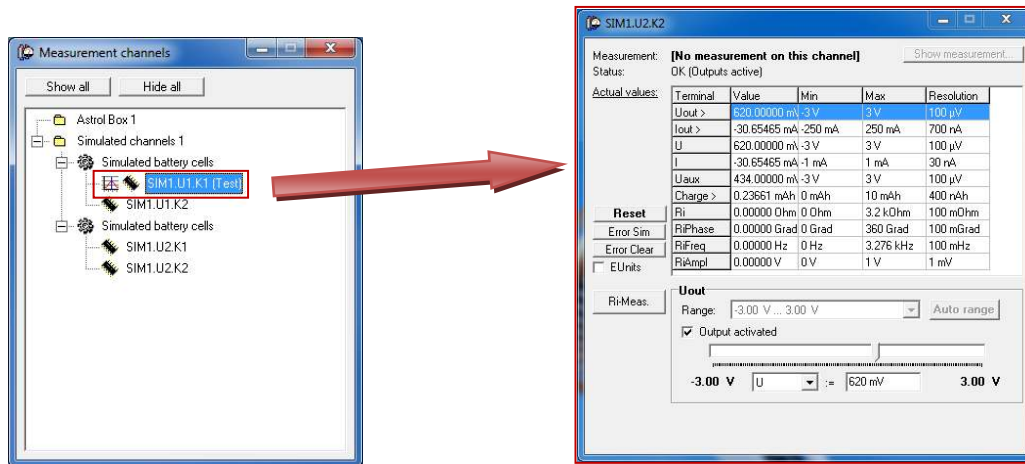 Measurement channels
Show all Hide all
Astrol Box 1
Simulated channels 1
Simulated battery cells
SIM1.U1.K1 (Test)
SIM1.U1.K2
Simulated battery cells
SIM1.U2.K1
SIM1.U2.K2
SIM1.U2.K2
Measurement: [No measurement on this channel] Show measurement...
Status: OK (Outputs active)
Actual values:
Terminal Value Min Max Resolution
Uout > 620.00000 mV -3 V 3 V 100 µV
Iout > -30.65465 mA -250 mA 250 mA 700 nA
U 620.00000 mV -3 V 3 V 100 µV
I -30.65465 mA -1 mA 1 mA 30 nA
Uaux 434.00000 mV -3 V 3 V 100 µV
Charge > 0.23661 mAh 0 mAh 10 mAh 400 nAh
Ri 0.00000 Ohm 0 Ohm 3.2 kOhm 100 mOhm
RiPhase 0.00000 Grad 0 Grad 360 Grad 100 mGrad
RiFreq 0.00000 Hz 0 Hz 3.276 kHz 100 mHz
RiAmpl 0.00000 V 0 V 1 V 1 mV
Reset
Error Sim
Error Clear
EUnits
Ri-Meas.
Uout
Range: -3.00 V ... 3.00 V Auto range
Output activated
-3.00 V U := 620 mV 3.00 V